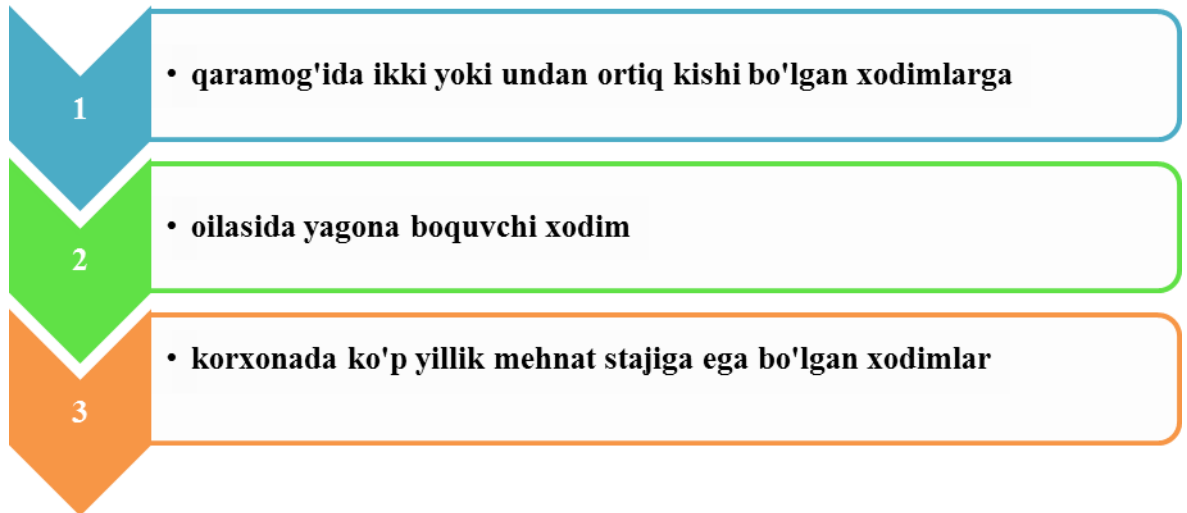 1
• qaramog'ida ikki yoki undan ortiq kishi bo'lgan xodimlarga
2
• oilasida yagona boquvchi xodim
3
• korxonada ko'p yillik mehnat stajiga ega bo'lgan xodimlar